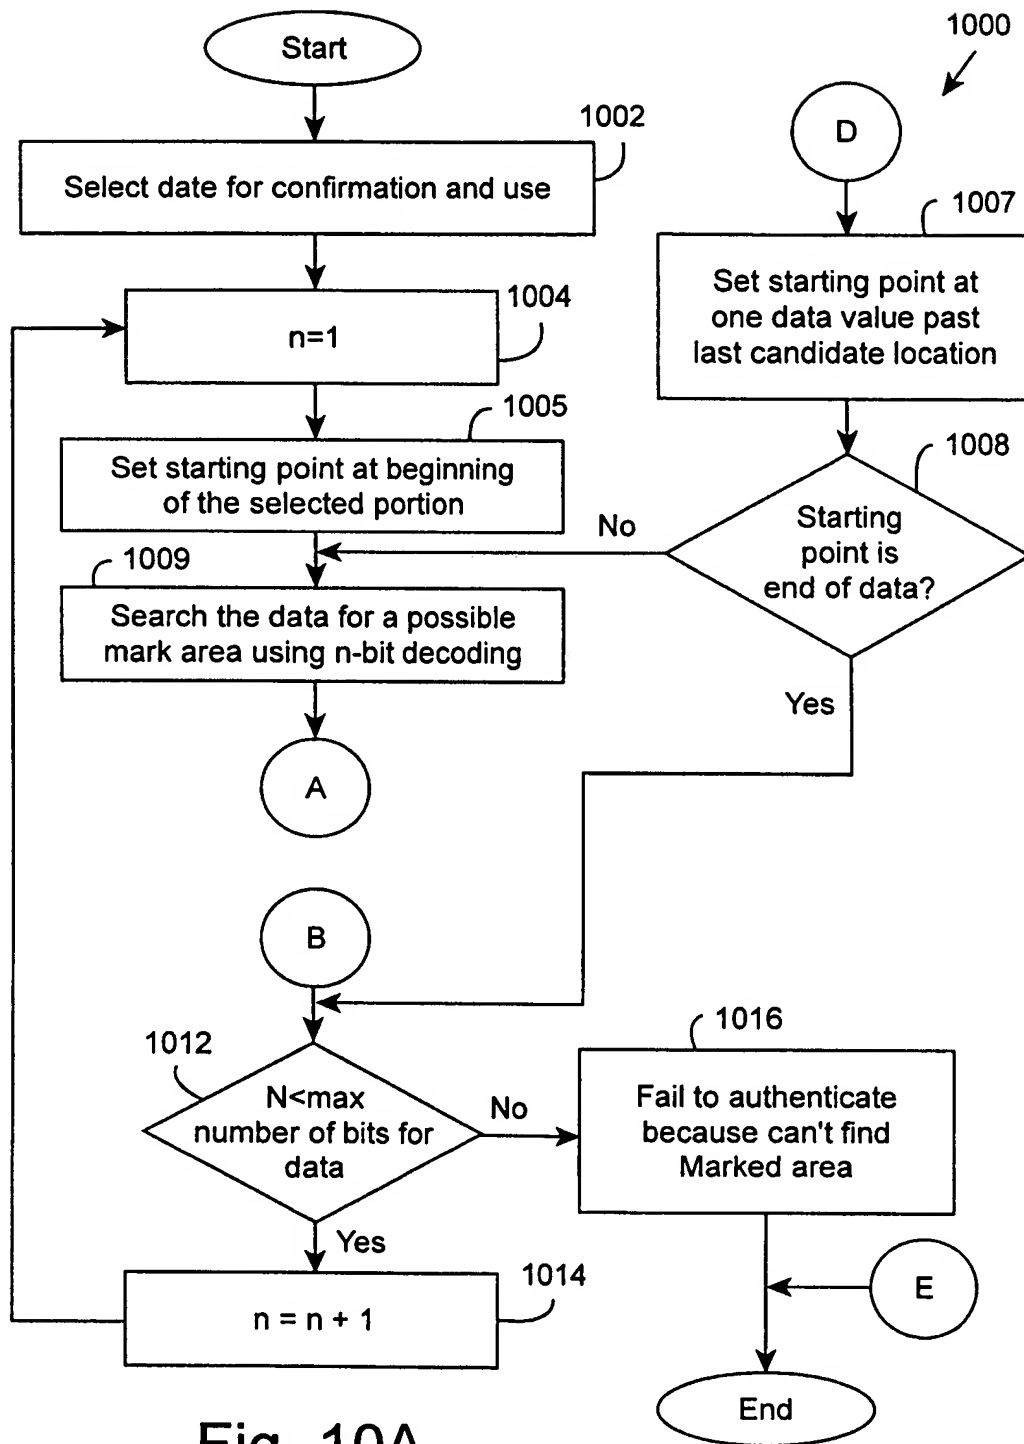 Start
1000
D
1002
Select date for confirmation and use
1007
Set starting point at
one data value past
last candidate location
1004
n=1
1005
Set starting point at beginning
of the selected portion
1008
Starting
point is
end of data?
No
Yes
1009
Search the data for a possible
mark area using n-bit decoding
A
B
1012
N<max
number of bits for
data
No
Yes
1016
Fail to authenticate
because can't find
Marked area
1014
n = n + 1
E
End
Fig. 10A